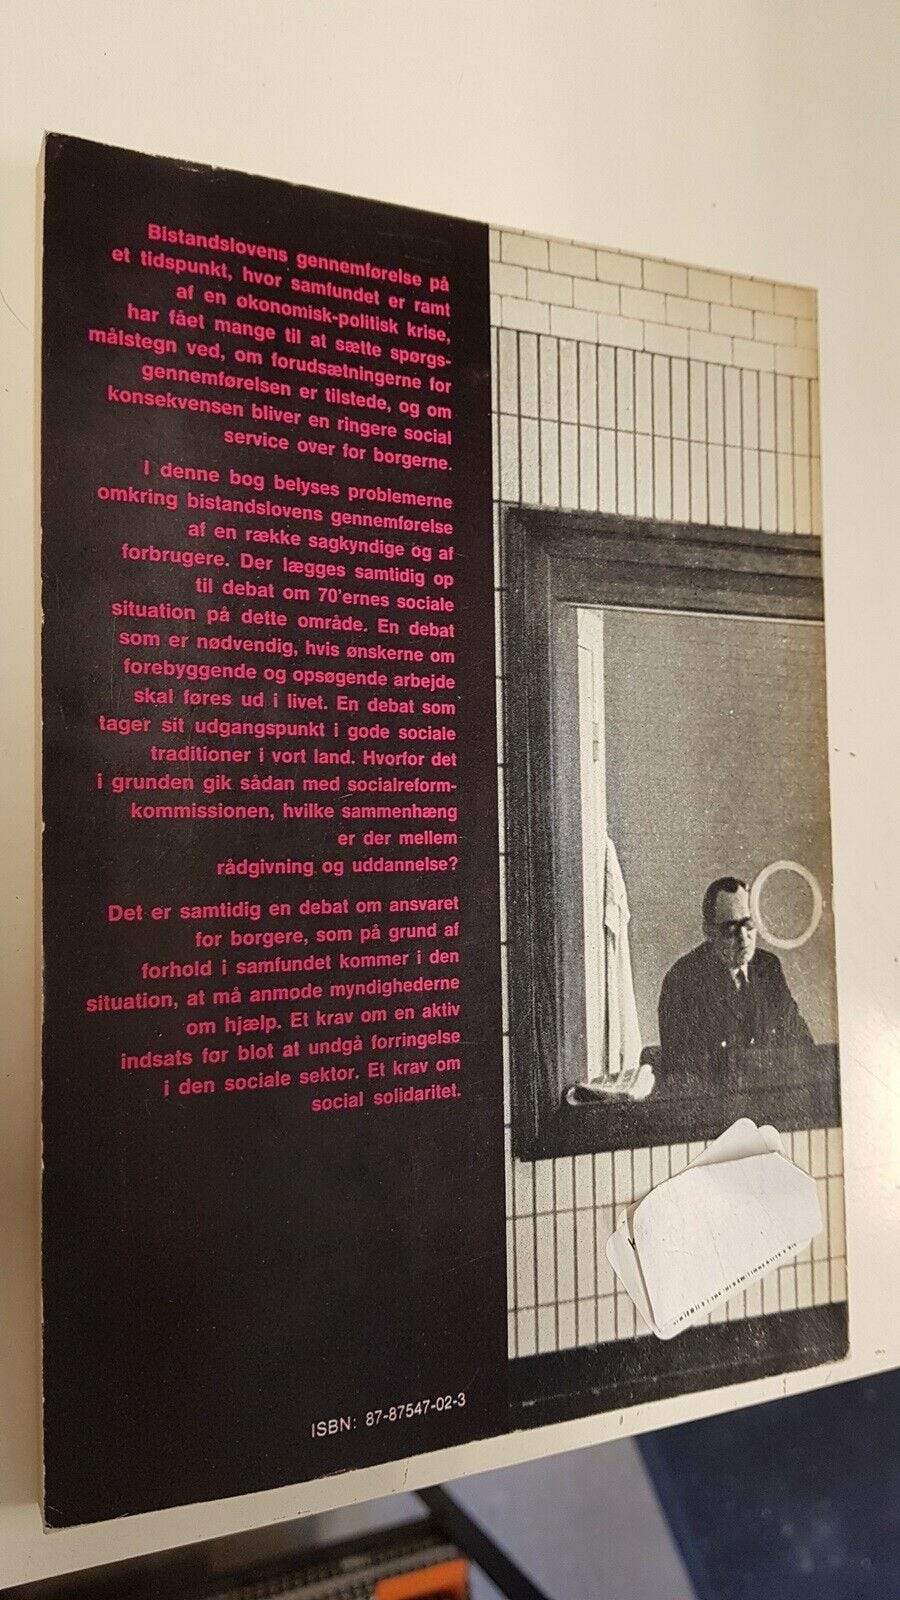 Bistandslovens gennemførelse på
et tidspunkt, hvor samfundet er ramt
af en økonomisk-politisk krise,
har fået mange til at sætte spørgs-
målstegn ved, om forudsætningerne for
gennemførelsen er tilstede, og om
konsekvensen bliver en ringere social
service over for borgerne.
I denne bog belyses problemerne
omkring bistandslovens gennemførelse
af en række sagkyndige og af
forbrugere. Der lægges samtidig op
til debat om 70'ernes sociale
situation på dette område. En debat
som er nødvendig, hvis ønskerne om
forebyggende og opsøgende arbejde
skal føres ud i livet. En debat som
tager sit udgangspunkt i gode sociale
traditioner i vort land. Hvorfor det
i grunden gik sådan med socialreform-
kommissionen, hvilke sammenhæng
er der mellem
rådgivning og uddannelse?
Det er samtidig en debat om ansvaret
for borgere, som på grund af
forhold i samfundet kommer i den
situation, at må anmode myndighederne
om hjælp. Et krav om en aktiv
indsats før blot at undgå forringelse
i den sociale sektor. Et krav om
social solidaritet.
ISBN: 87-87547-02-3